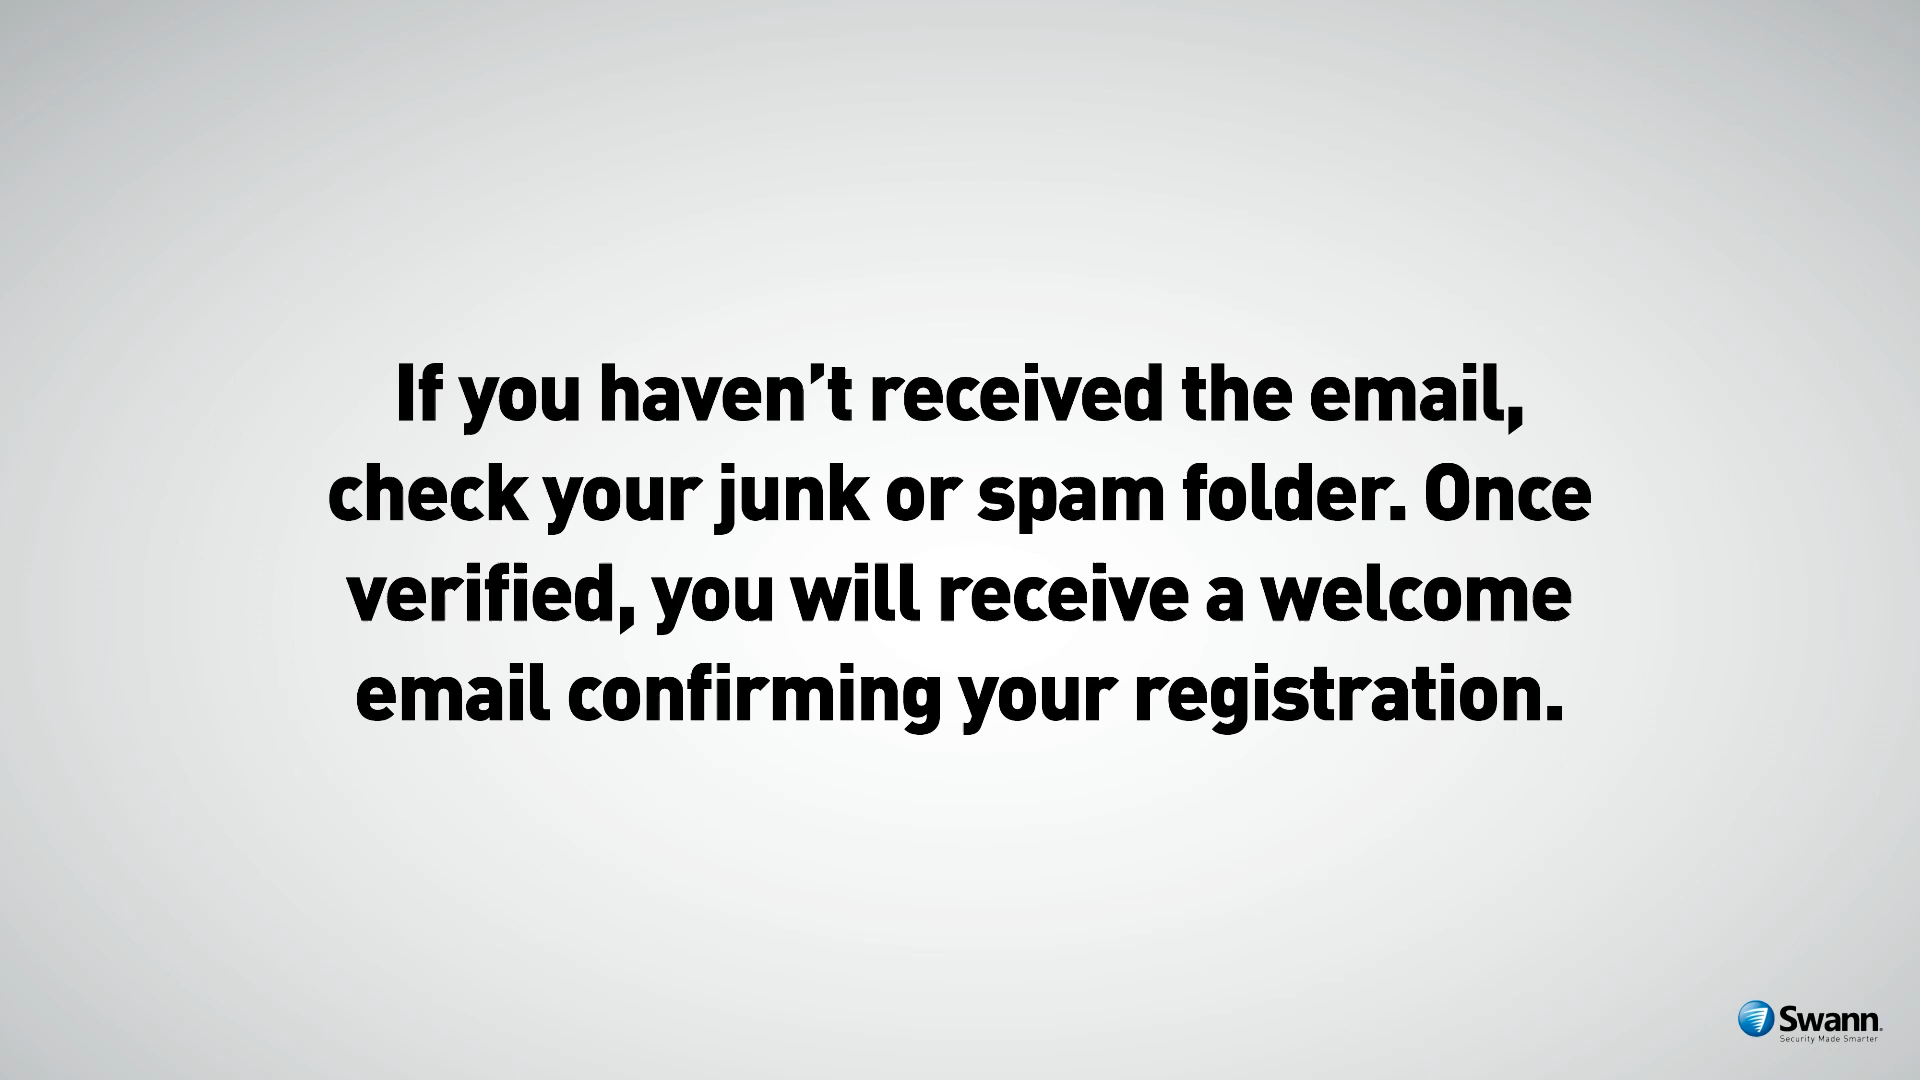 If you haven’t received the email,
check your junk or spam folder. Once
verified, you will receive a welcome
email confirming your registration.
Swann.
Security Made Smarter